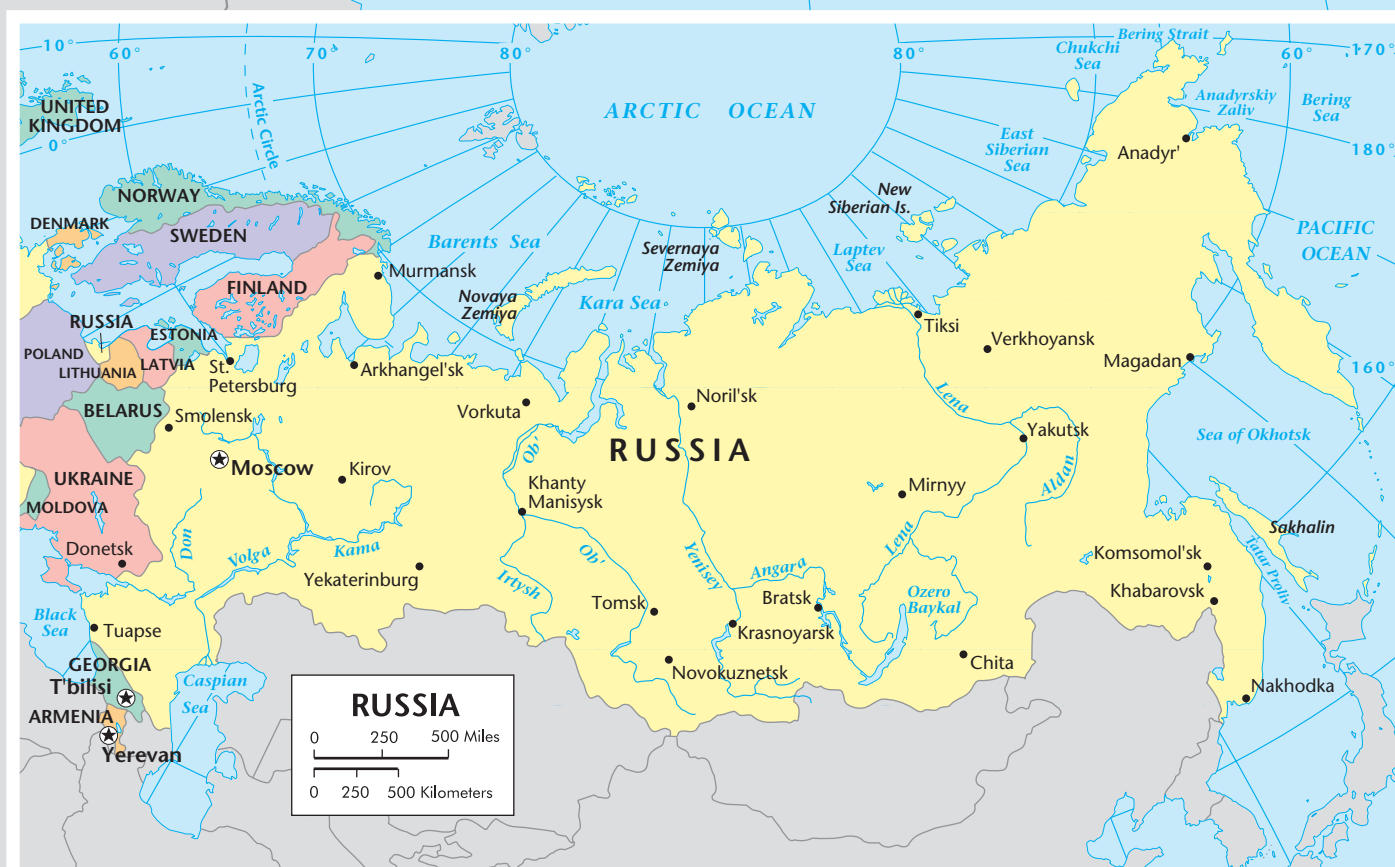 10°
60°
70°
80°
80°
60°
170°
Bering Strait
Chukchi
Sea
Arctic Circle
ARCTIC OCEAN
Anadyrskiy
Zaliv
Bering
Sea
UNITED
KINGDOM
0°
East
Siberian
Sea
Anadyr'
180°
NORWAY
New
Siberian Is.
DENMARK
SWEDEN
Barents Sea
Severnaya
Zemiya
Laptev
Sea
PACIFIC
OCEAN
Murmansk
FINLAND
Novaya
Zemiya
Kara Sea
RUSSIA
ESTONIA
Tiksi
Verkhoyansk
POLAND
LITHUANIA
LATVIA
St.
Petersburg
Arkhangel'sk
Magadan
160°
BELARUS
Smolensk
Vorkuta
Noril'sk
Lena
Moscow
Ob'
RUSSIA
Yakutsk
Sea of Okhotsk
UKRAINE
Kirov
Khanty
Manisysk
Mirnyy
Aldan
MOLDOVA
Sakhalin
Donetsk
Don
Volga
Kama
Ob'
Yenisey
Lena
Komsomol'sk
Tatar Proliv
Yekaterinburg
Irtysh
Angara
Khabarovsk
Black
Sea
Tuapse
Tomsk
Bratsk
Ozero
Baykal
Krasnoyarsk
GEORGIA
T'bilisi
Novokuznetsk
Chita
Caspian
Sea
Nakhodka
ARMENIA
Yerevan
RUSSIA
0 250 500 Miles
0 250 500 Kilometers